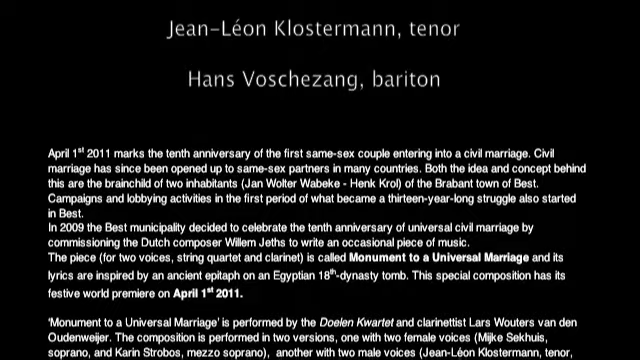 Jean-Léon Klostermann, tenor
Hans Voschezang, bariton
April 1st 2011 marks the tenth anniversary of the first same-sex couple entering into a civil marriage. Civil
marriage has since been opened up to same-sex partners in many countries. Both the idea and concept behind
this are the brainchild of two inhabitants (Jan Wolter Wabeke - Henk Krol) of the Brabant town of Best.
Campaigns and lobbying activities in the first period of what became a thirteen-year-long struggle also started
in Best.
In 2009 the Best municipality decided to celebrate the tenth anniversary of universal civil marriage by
commissioning the Dutch composer Willem Jeths to write an occasional piece of music.
The piece (for two voices, string quartet and clarinet) is called Monument to a Universal Marriage and its
lyrics are inspired by an ancient epitaph on an Egyptian 18th-dynasty tomb. This special composition has its
festive world premiere on April 1st 2011.
'Monument to a Universal Marriage' is performed by the Doelen Kwartet and clarinettist Lars Wouters van den
Oudenweijer. The composition is performed in two versions, one with two female voices (Mijke Sekhuis,
soprano, and Karin Strobos, mezzo soprano), another with two male voices (Jean-Léon Klostermann, tenor,